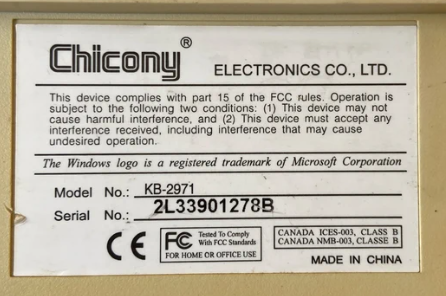 Chicony® ELECTRONICS CO., LTD.
This device complies with part 15 of the FCC rules. Operation is
subject to the following two conditions: (1) This device may not
cause harmful interference, and (2) This device must accept any
interference received, including interference that may cause
undesired operation.
The Windows logo is a registered trademark of Microsoft Corporation
Model No.: KB-2971
Serial No.: 2L33901278B
CE FC Tested To Comply
With FCC Standards
FOR HOME OR OFFICE USE
CANADA ICES-003, CLASS B
CANADA NMB-003, CLASSE B
MADE IN CHINA